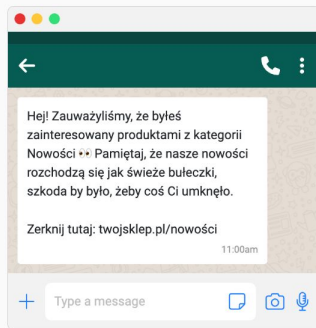 Hej! Zauważyliśmy, że byłeś
zainteresowany produktami z kategorii
Nowości 👀 Pamiętaj, że nasze nowości
rozchodzą się jak świeże bułeczki,
szkoda by było, żeby coś Ci umknęło.
Zerknij tutaj: twojsklep.pl/nowości
11:00am
Type a message